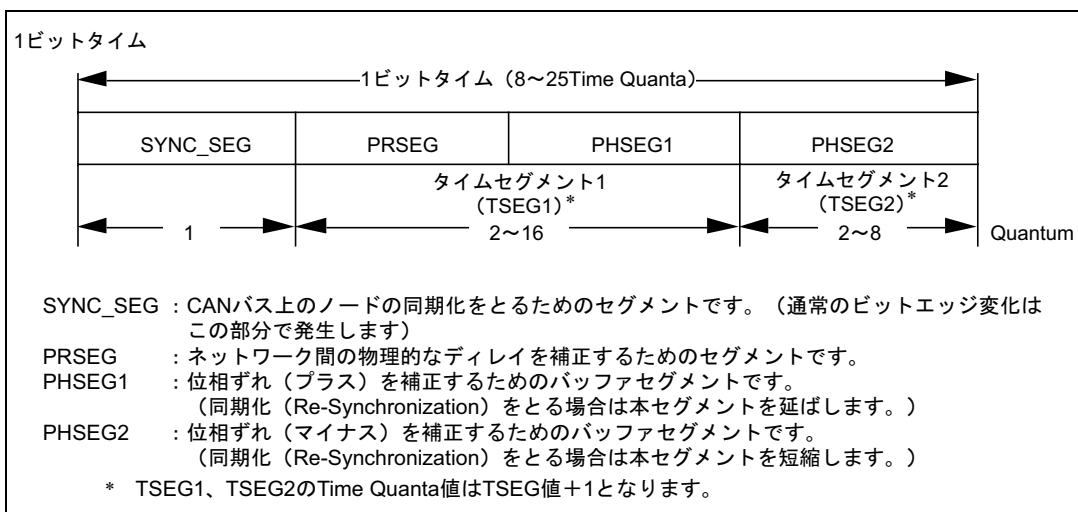 1ビットタイム
1ビットタイム（8～25Time Quanta）
SYNC_SEG PRSEG PHSEG1 PHSEG2
タイムセグメント1 タイムセグメント2
（TSEG1）* （TSEG2）*
1 2～16 2～8 Quantum
SYNC_SEG ：CANバス上のノードの同期化をとるためのセグメントです。（通常のビットエッジ変化は
この部分で発生します）
PRSEG ：ネットワーク間の物理的なディレイを補正するためのセグメントです。
PHSEG1 ：位相ずれ（プラス）を補正するためのバッファセグメントです。
（同期化（Re-Synchronization）をとる場合は本セグメントを延ばします。）
PHSEG2 ：位相ずれ（マイナス）を補正するためのバッファセグメントです。
（同期化（Re-Synchronization）をとる場合は本セグメントを短縮します。）
* TSEG1、TSEG2のTime Quanta値はTSEG値＋1となります。